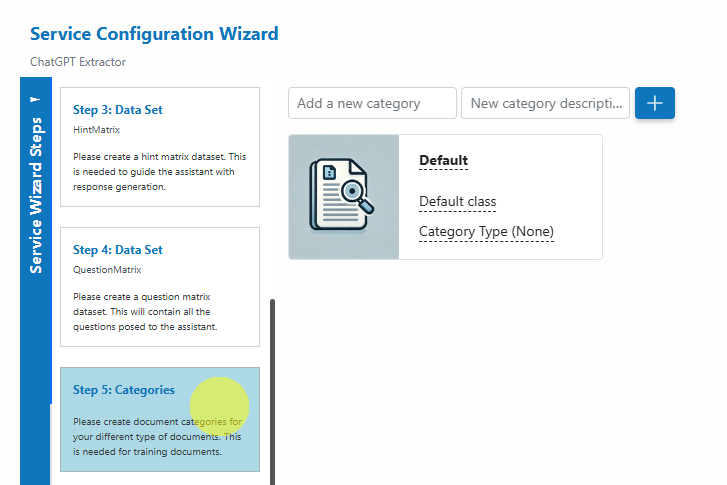 Service Configuration Wizard
ChatGPT Extractor
Service Wizard Steps
Step 3: Data Set
HintMatrix
Please create a hint matrix dataset. This
is needed to guide the assistant with
response generation.
Step 4: Data Set
QuestionMatrix
Please create a question matrix
dataset. This will contain all the
questions posed to the assistant.
Step 5: Categories
Please create document categories for
your different type of documents. This
is needed for training documents.
Add a new category
New category descripti...
Default
Default class
Category Type (None)